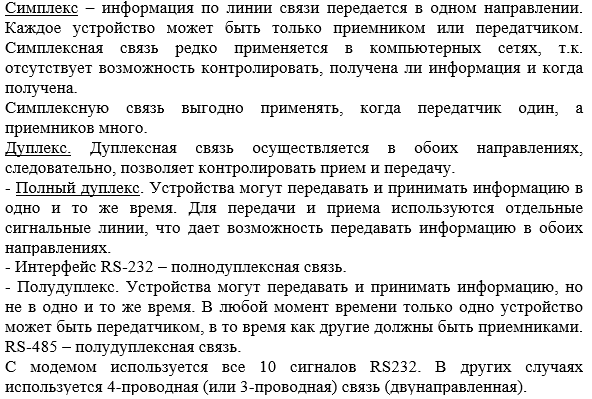 Симплекс – информация по линии связи передается в одном направлении.
Каждое устройство может быть только приемником или передатчиком.
Симплексная связь редко применяется в компьютерных сетях, т.к.
отсутствует возможность контролировать, получена ли информация и когда
получена.
Симплексную связь выгодно применять, когда передатчик один, а
приемников много.
Дуплекс. Дуплексная связь осуществляется в обоих направлениях,
следовательно, позволяет контролировать прием и передачу.
- Полный дуплекс. Устройства могут передавать и принимать информацию в
одно и то же время. Для передачи и приема используются отдельные
сигнальные линии, что дает возможность передавать информацию в обоих
направлениях.
- Интерфейс RS-232 – полнодуплексная связь.
- Полудуплекс. Устройства могут передавать и принимать информацию, но
не в одно и то же время. В любой момент времени только одно устройство
может быть передатчиком, в то время как другие должны быть приемниками.
RS-485 – полудуплексная связь.
С модемом используется все 10 сигналов RS232. В других случаях
используется 4-проводная (или 3-проводная) связь (двунаправленная).